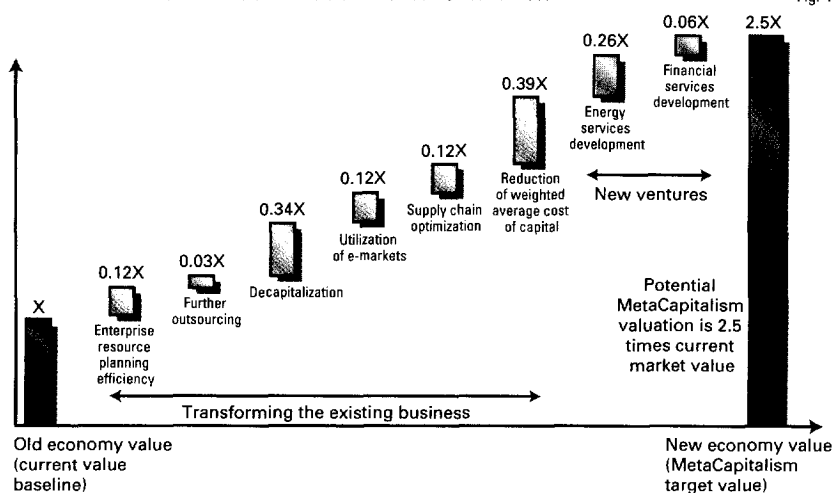 0.06X
2.5X
0.26X
Financial
services
development
0.39X
Energy
services
development
New ventures
0.12X
Reduction
of weighted
average cost
of capital
0.12X
Supply chain
optimization
0.34X
Utilization
of e-markets
0.12X
0.03X
Decapitalization
Further
outsourcing
X
Enterprise
resource
planning
efficiency
Potential
MetaCapitalism
valuation is 2.5
times current
market value
Transforming the existing business
Old economy value
(current value
baseline)
New economy value
(MetaCapitalism
target value)